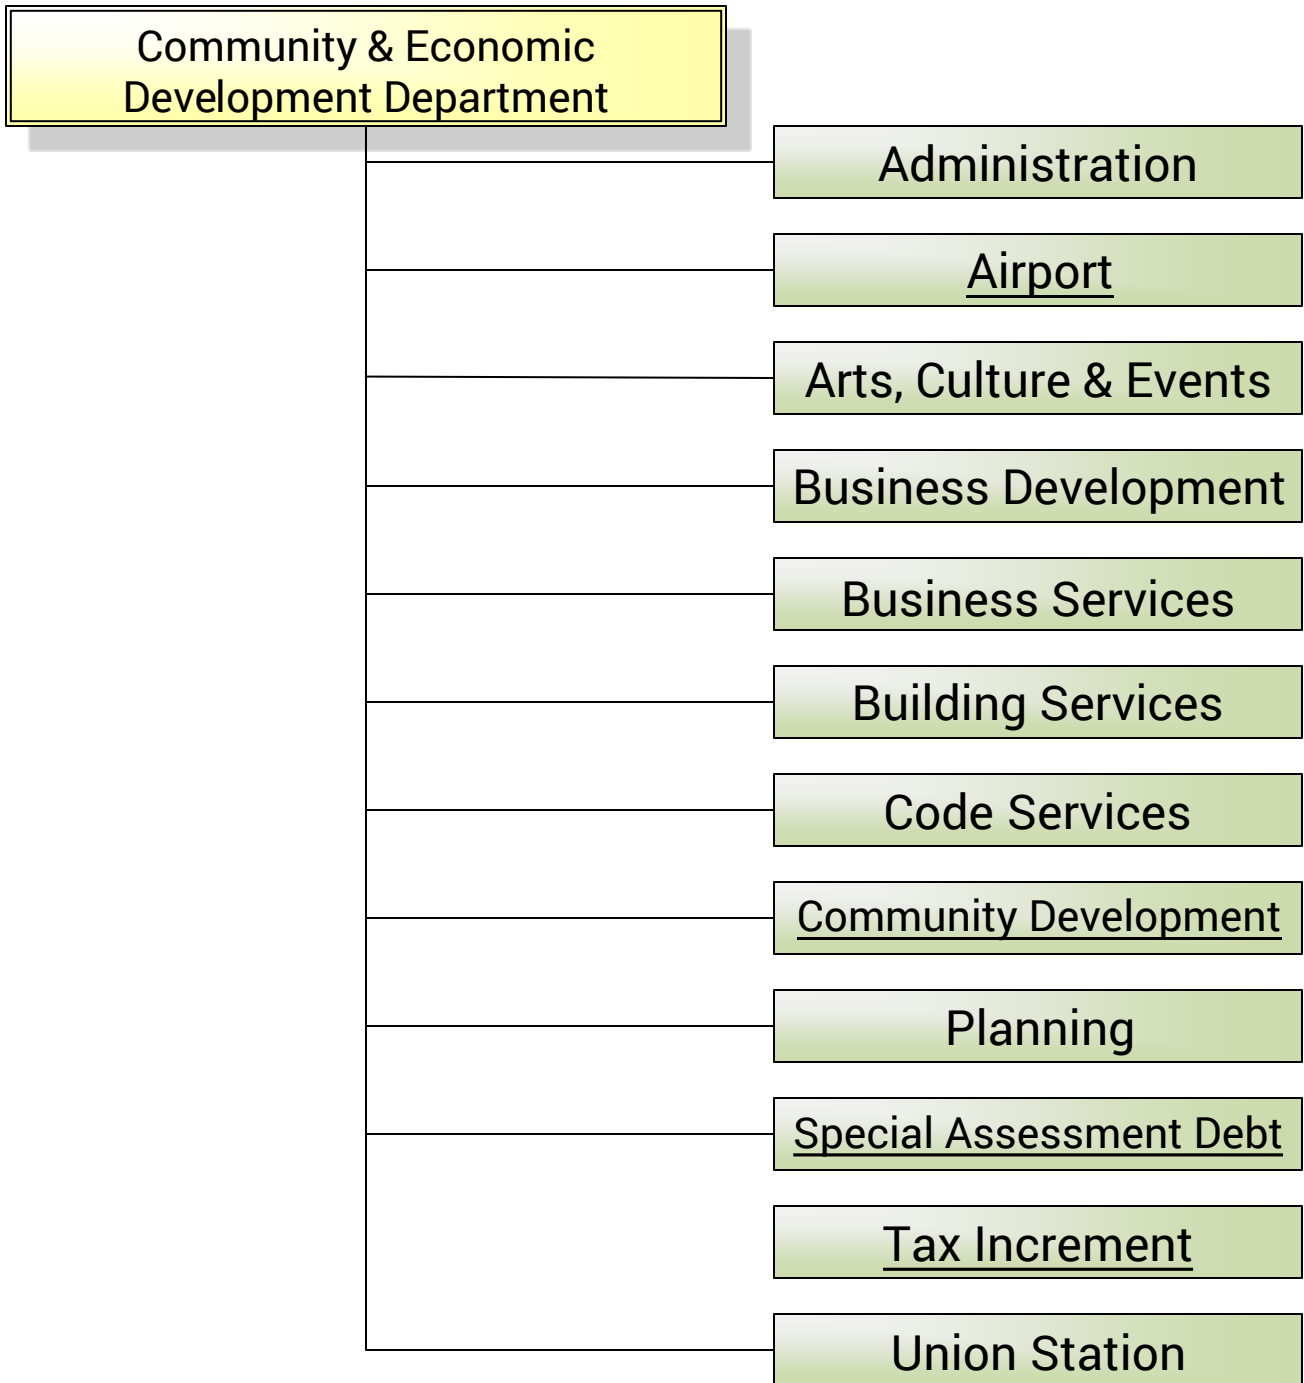 Community & Economic
Development Department
Administration
Airport
Arts, Culture & Events
Business Development
Business Services
Building Services
Code Services
Community Development
Planning
Special Assessment Debt
Tax Increment
Union Station